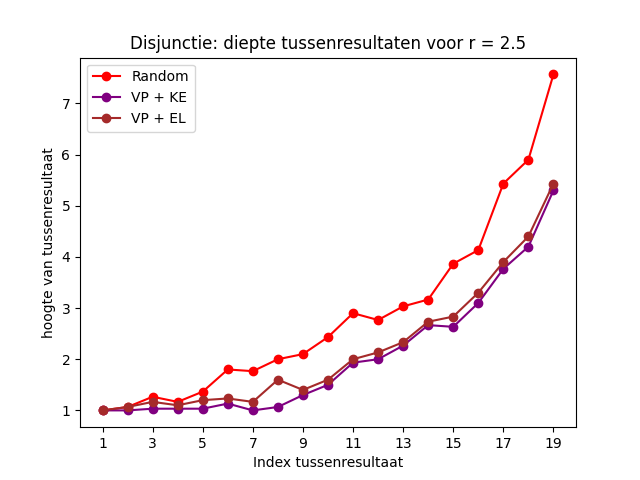 Disjunctie: diepte tussenresultaten voor r = 2.5
Random
VP + KE
VP + EL
hoogte van tussenresultaat
7
6
5
4
3
2
1
1 3 5 7 9 11 13 15 17 19
Index tussenresultaat